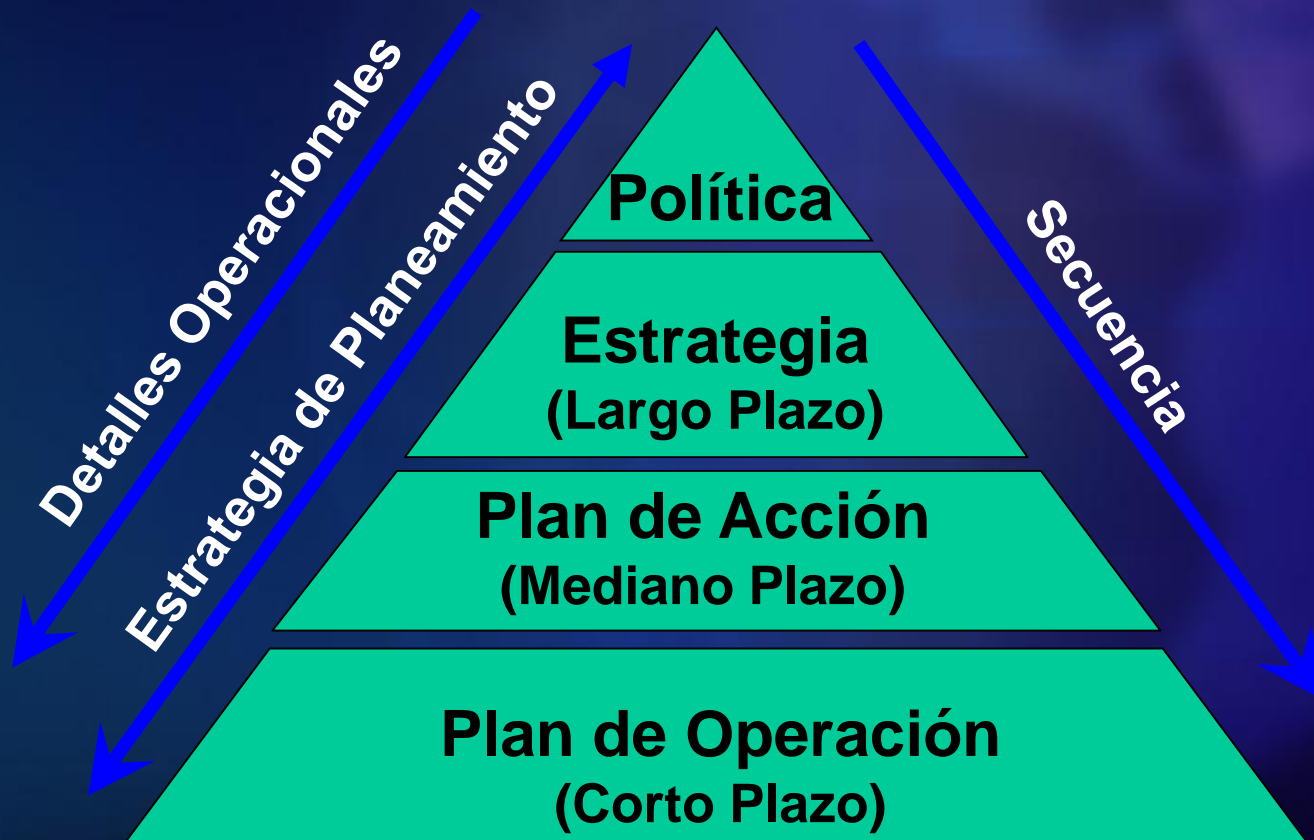 Detalles Operacionales
Estrategia de Planeamiento
Secuencia
Política
Estrategia
(Largo Plazo)
Plan de Acción
(Mediano Plazo)
Plan de Operación
(Corto Plazo)